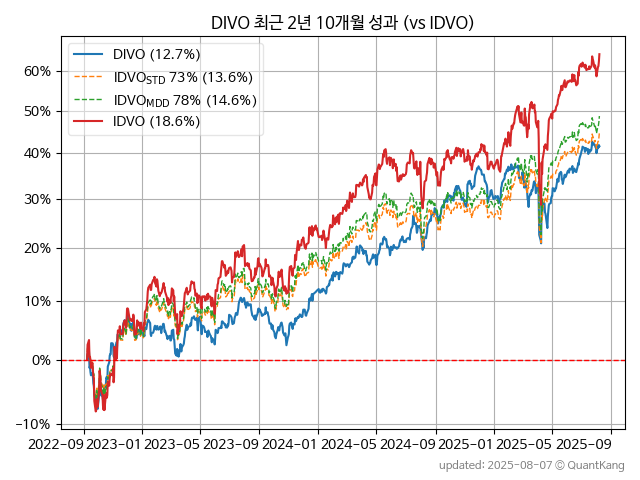 DIVO 최근 2년 10개월 성과 (vs IDVO)
DIVO (12.7%)
IDVO_STD 73% (13.6%)
IDVO_MDD 78% (14.6%)
IDVO (18.6%)
60%
50%
40%
30%
20%
10%
0%
−10%
2022-09 2023-01 2023-05 2023-09 2024-01 2024-05 2024-09 2025-01 2025-05 2025-09
updated: 2025-08-07 © QuantKang